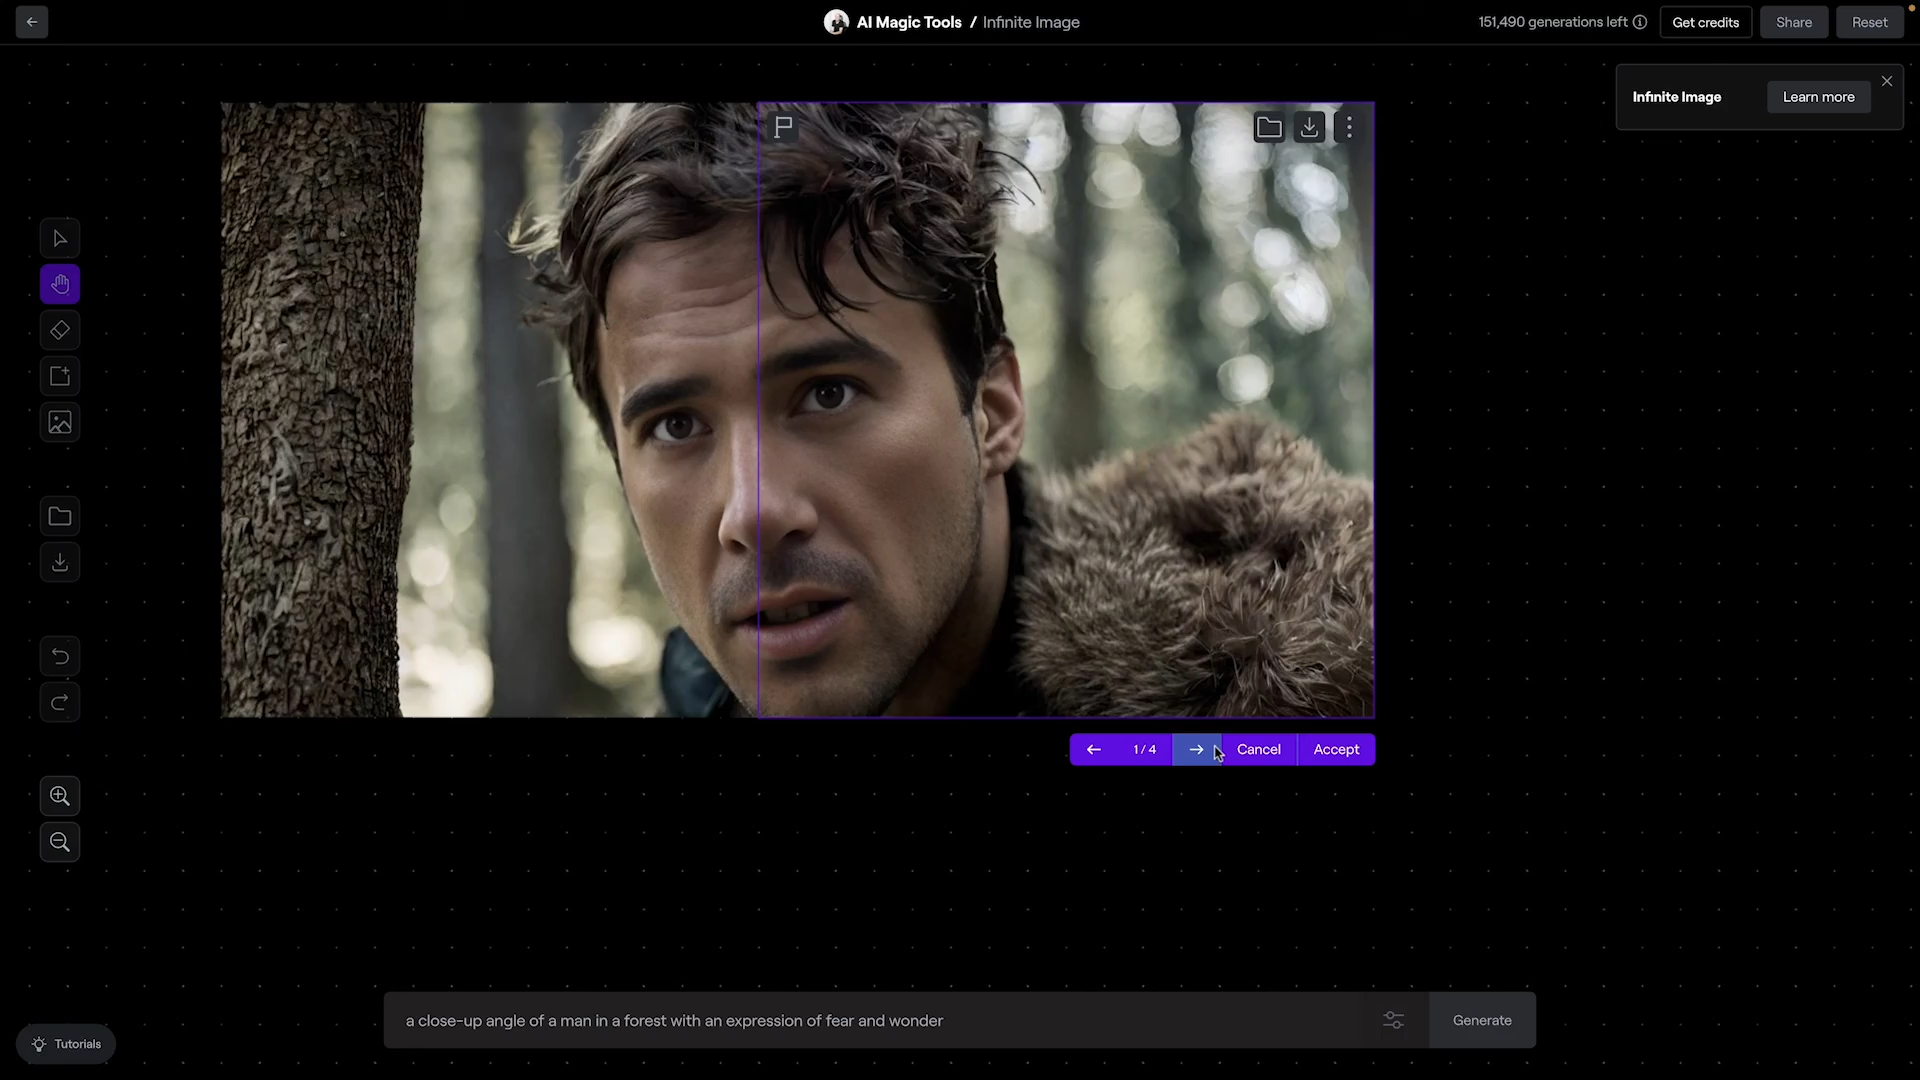 AI Magic Tools / Infinite Image
151,490 generations left
Get credits
Share
Reset
Infinite Image
Learn more
1 / 4
Cancel
Accept
a close-up angle of a man in a forest with an expression of fear and wonder
Generate
Tutorials